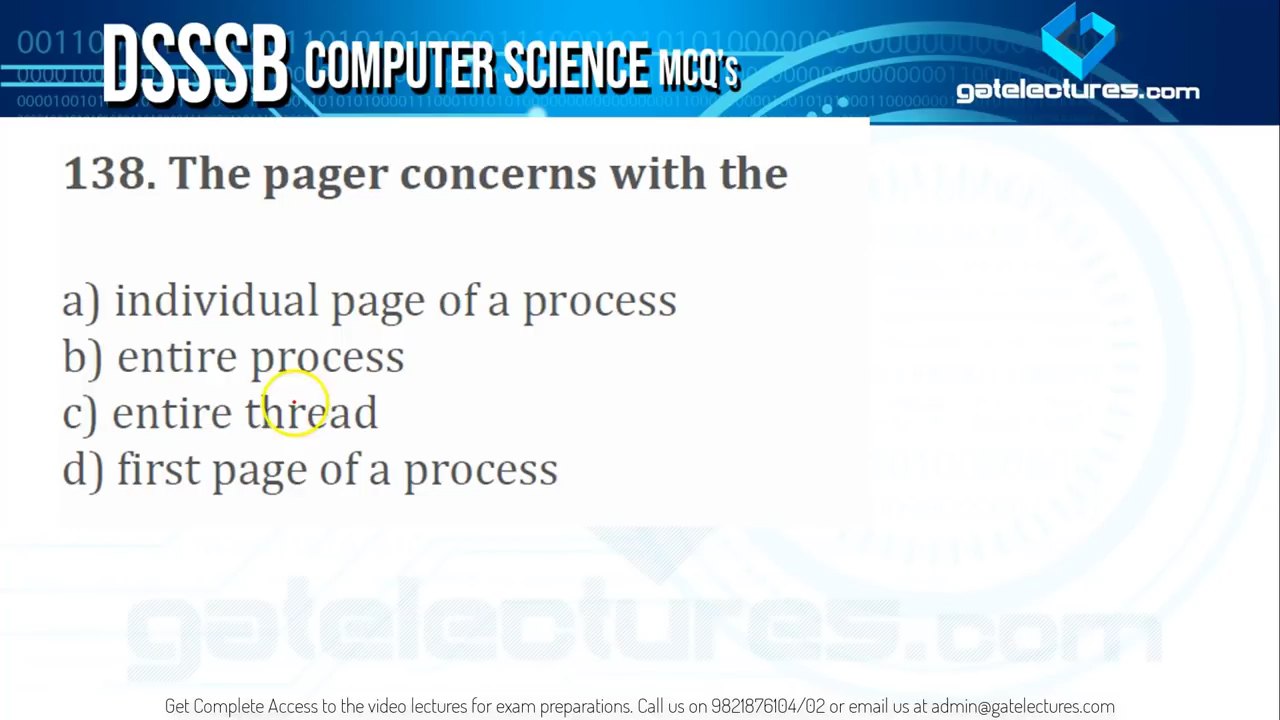 DSSSB COMPUTER SCIENCE MCQ's
gatelectures.com
138. The pager concerns with the
a) individual page of a process
b) entire process
c) entire thread
d) first page of a process
gatelectures.com
Get Complete Access to the video lectures for exam preparations. Call us on 9821876104/02 or email us at admin@gatelectures.com